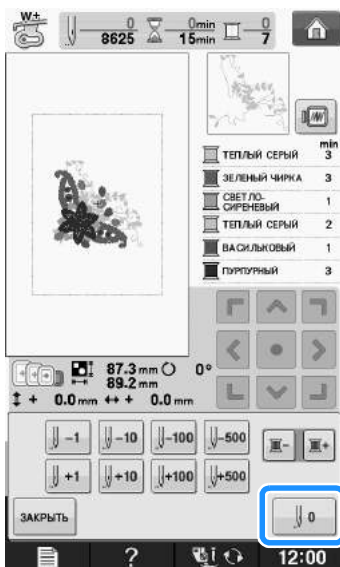 W+
0 0min 0
8625 15min 7
min
ТЕПЛЫЙ СЕРЫЙ 3
ЗЕЛЕНЫЙ ЧИРКА 3
СВЕТЛО-
СИРЕНЕВЫЙ 1
ТЕПЛЫЙ СЕРЫЙ 2
ВАСИЛЬКОВЫЙ 1
ПУРПУРНЫЙ 3
87.3 mm 0°
89.2 mm
+ 0.0 mm + 0.0 mm
-1 -10 -100 -500
+1 +10 +100 +500
ЗАКРЫТЬ 0
? 12:00